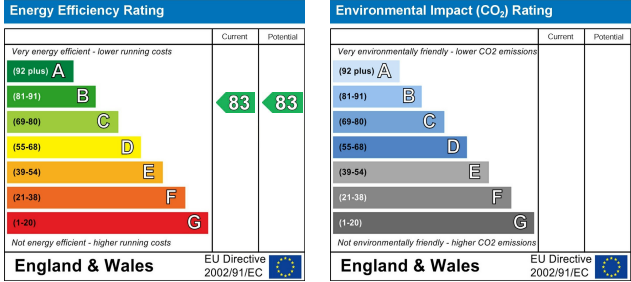 Energy Efficiency Rating
Current Potential
Very energy efficient - lower running costs
(92 plus) A
(81-91) B
83 83
(69-80) C
(55-68) D
(39-54) E
(21-38) F
(1-20) G
Not energy efficient - higher running costs
England & Wales
EU Directive
2002/91/EC
Environmental Impact (CO2) Rating
Current Potential
Very environmentally friendly - lower CO2 emissions
(92 plus) A
(81-91) B
(69-80) C
(55-68) D
(39-54) E
(21-38) F
(1-20) G
Not environmentally friendly - higher CO2 emissions
England & Wales
EU Directive
2002/91/EC